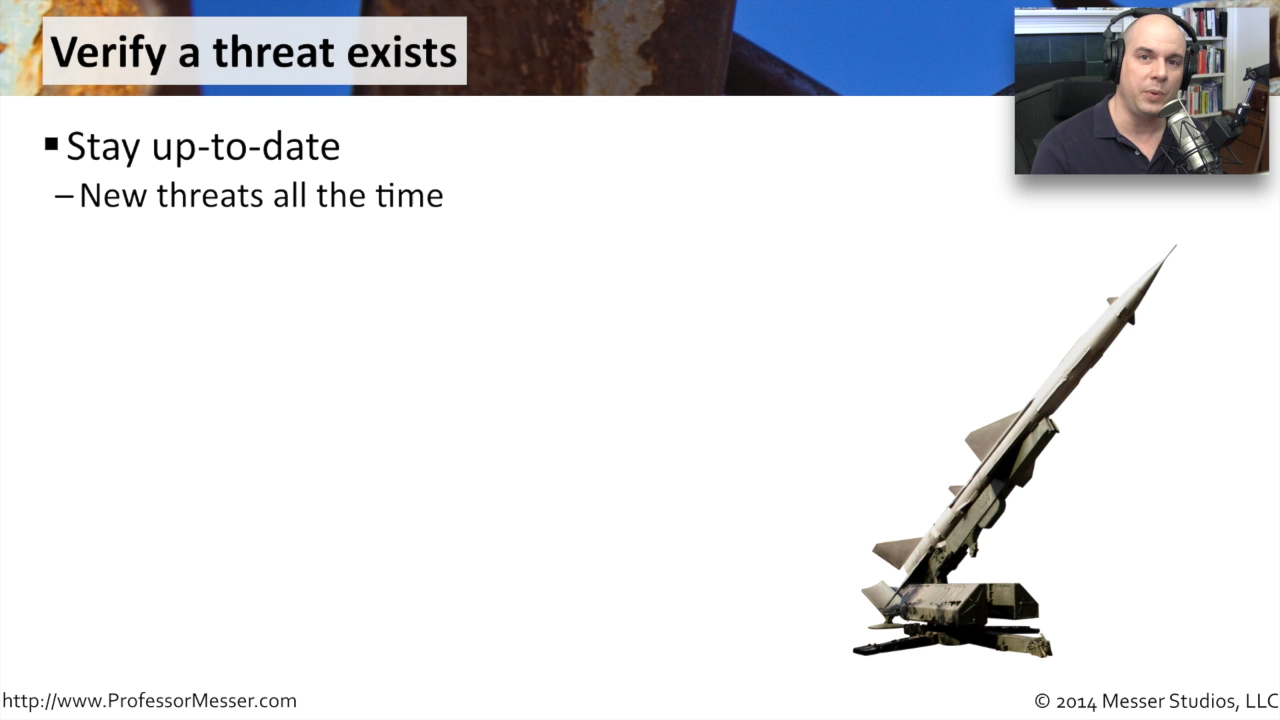 Verify a threat exists
▪ Stay up-to-date
– New threats all the time
http://www.ProfessorMesser.com
© 2014 Messer Studios, LLC